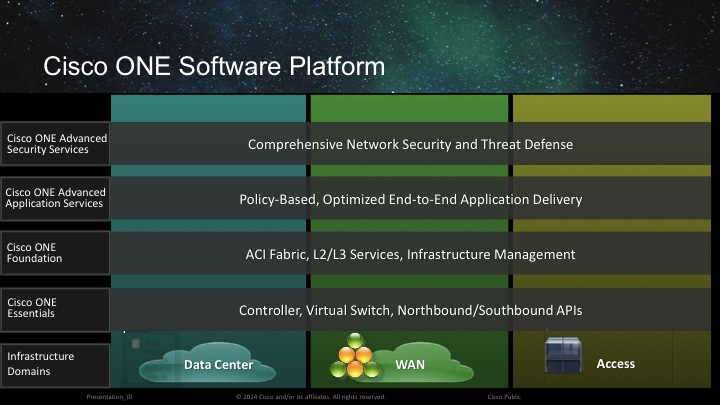 Cisco ONE Software Platform
Cisco ONE Advanced
Security Services
Comprehensive Network Security and Threat Defense
Cisco ONE Advanced
Application Services
Policy-Based, Optimized End-to-End Application Delivery
Cisco ONE
Foundation
ACI Fabric, L2/L3 Services, Infrastructure Management
Cisco ONE
Essentials
Controller, Virtual Switch, Northbound/Southbound APIs
Infrastructure
Domains
Data Center
WAN
Access
Presentation_ID
© 2014 Cisco and/or its affiliates. All rights reserved.
Cisco Public